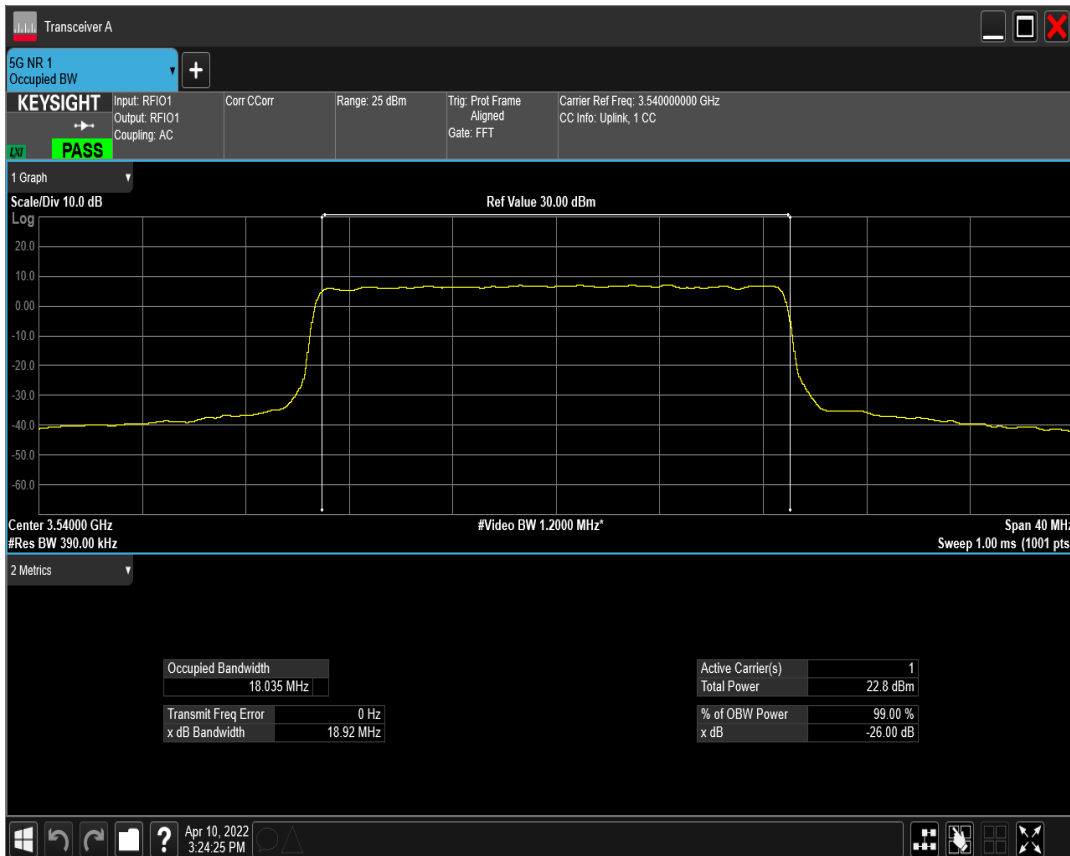 Transceiver A
5G NR 1
Occupied BW
+
KEYSIGHT
Input: RFIO1
Output: RFIO1
Coupling: AC
Corr CCorr
Range: 25 dBm
Trig: Prot Frame
Aligned
Gate: FFT
Carrier Ref Freq: 3.540000000 GHz
CC Info: Uplink, 1 CC
LXI
PASS
1 Graph
Scale/Div 10.0 dB
Ref Value 30.00 dBm
Log
20.0
10.0
0.00
-10.0
-20.0
-30.0
-40.0
-50.0
-60.0
Center 3.54000 GHz
#Video BW 1.2000 MHz*
Span 40 MHz
#Res BW 390.00 kHz
Sweep 1.00 ms (1001 pts
2 Metrics
Occupied Bandwidth
18.035 MHz
Transmit Freq Error 0 Hz
x dB Bandwidth 18.92 MHz
Active Carrier(s) 1
Total Power 22.8 dBm
% of OBW Power 99.00 %
x dB -26.00 dB
?
Apr 10, 2022
3:24:25 PM